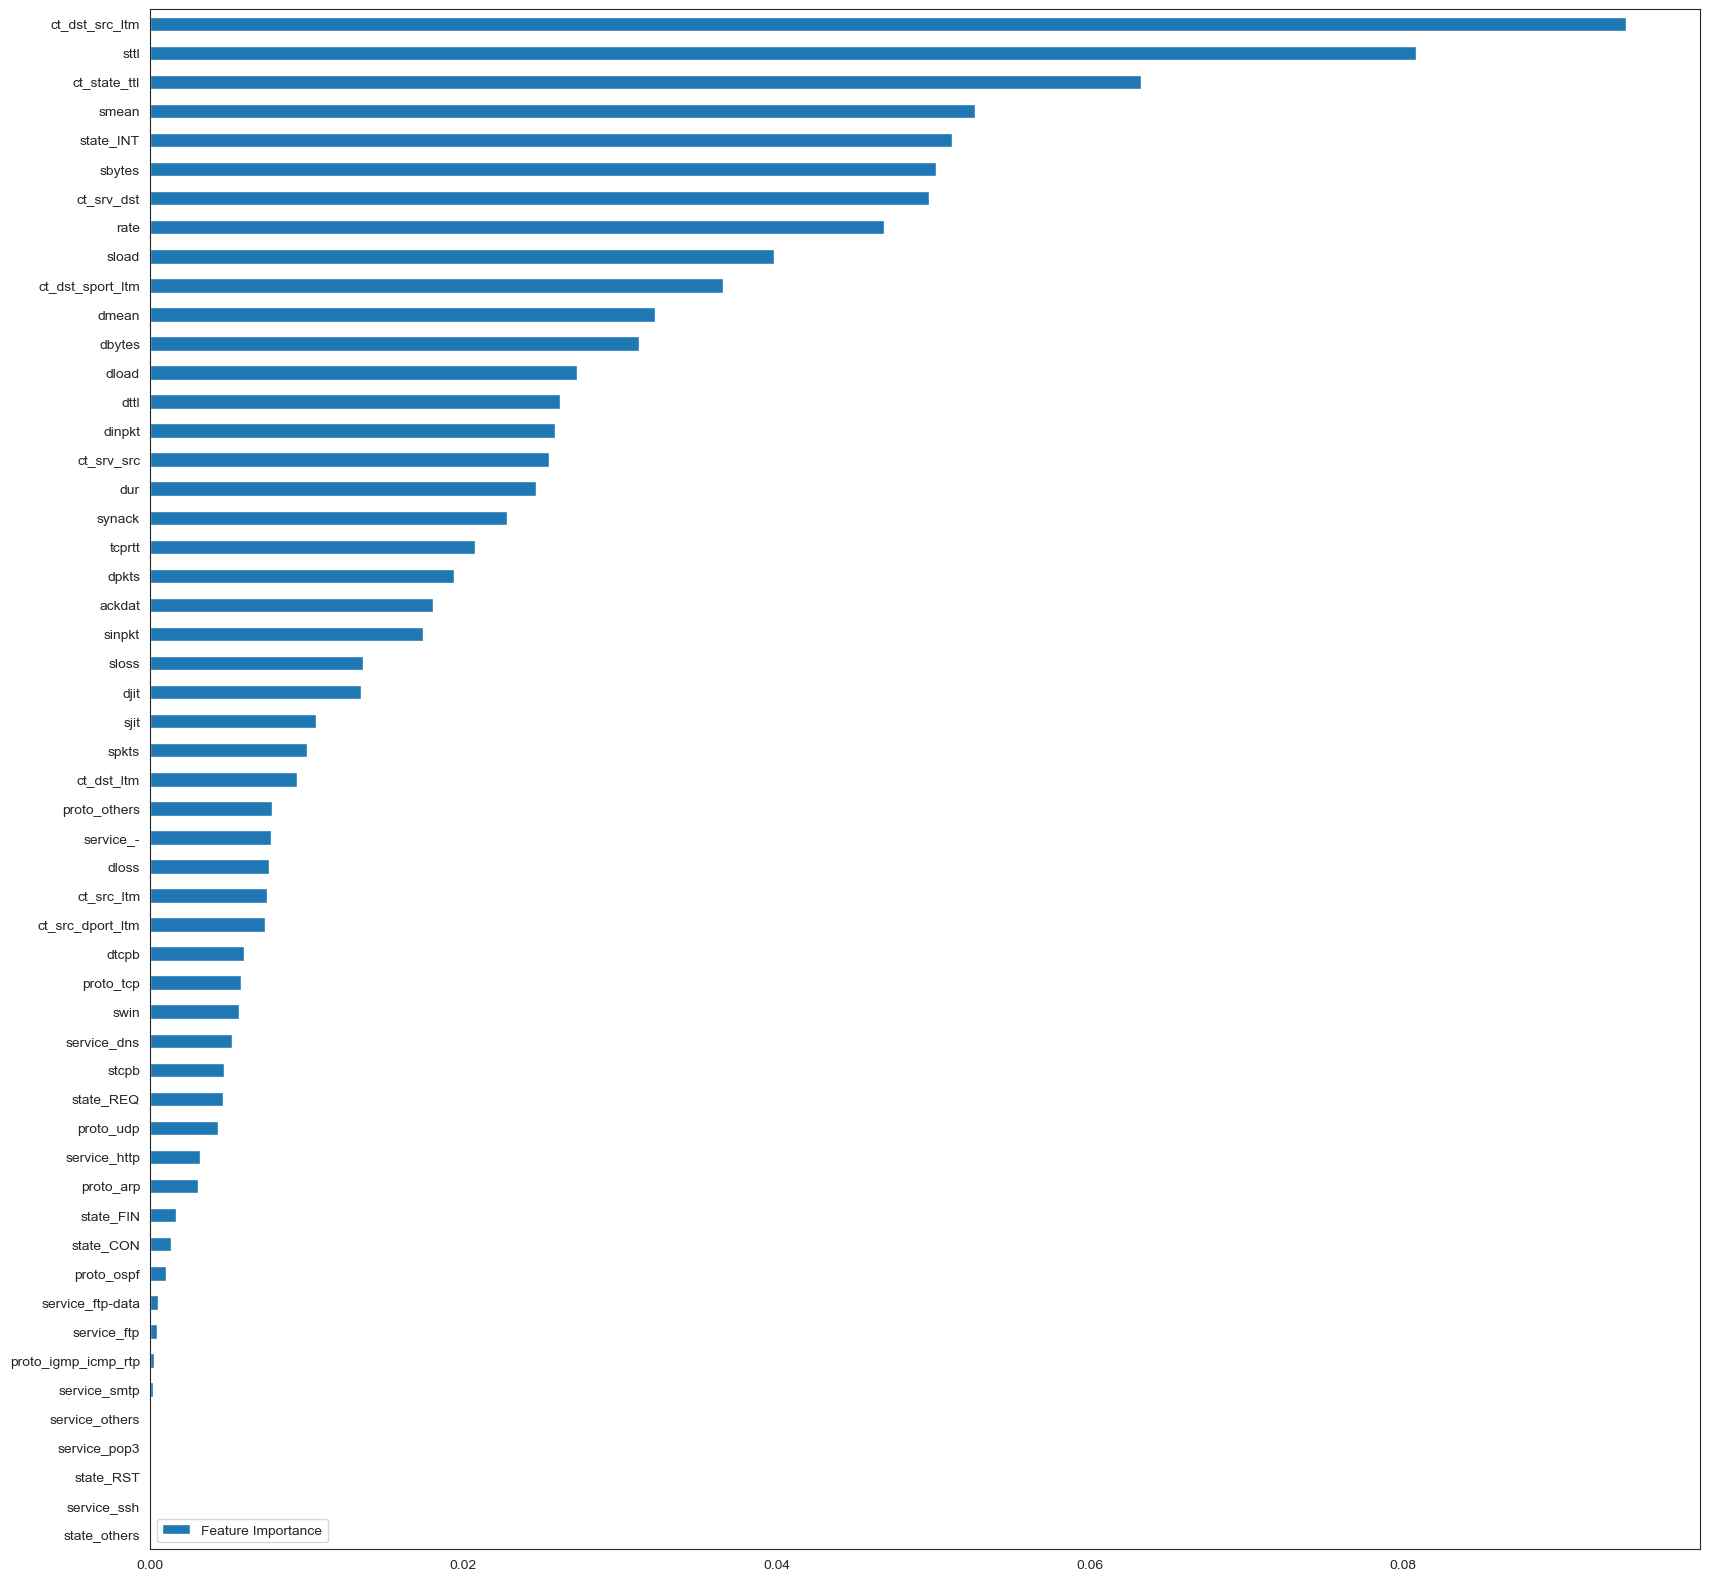 ct_dst_src_ltm
sttl
ct_state_ttl
smean
state_INT
sbytes
ct_srv_dst
rate
sload
ct_dst_sport_ltm
dmean
dbytes
dload
dttl
dinpkt
ct_srv_src
dur
synack
tcprtt
dpkts
ackdat
sinpkt
sloss
djit
sjit
spkts
ct_dst_ltm
proto_others
service_-
dloss
ct_src_ltm
ct_src_dport_ltm
dtcpb
proto_tcp
swin
service_dns
stcpb
state_REQ
proto_udp
service_http
proto_arp
state_FIN
state_CON
proto_ospf
service_ftp-data
service_ftp
proto_igmp_icmp_rtp
service_smtp
service_others
service_pop3
state_RST
service_ssh
state_others
Feature Importance
0.00 0.02 0.04 0.06 0.08